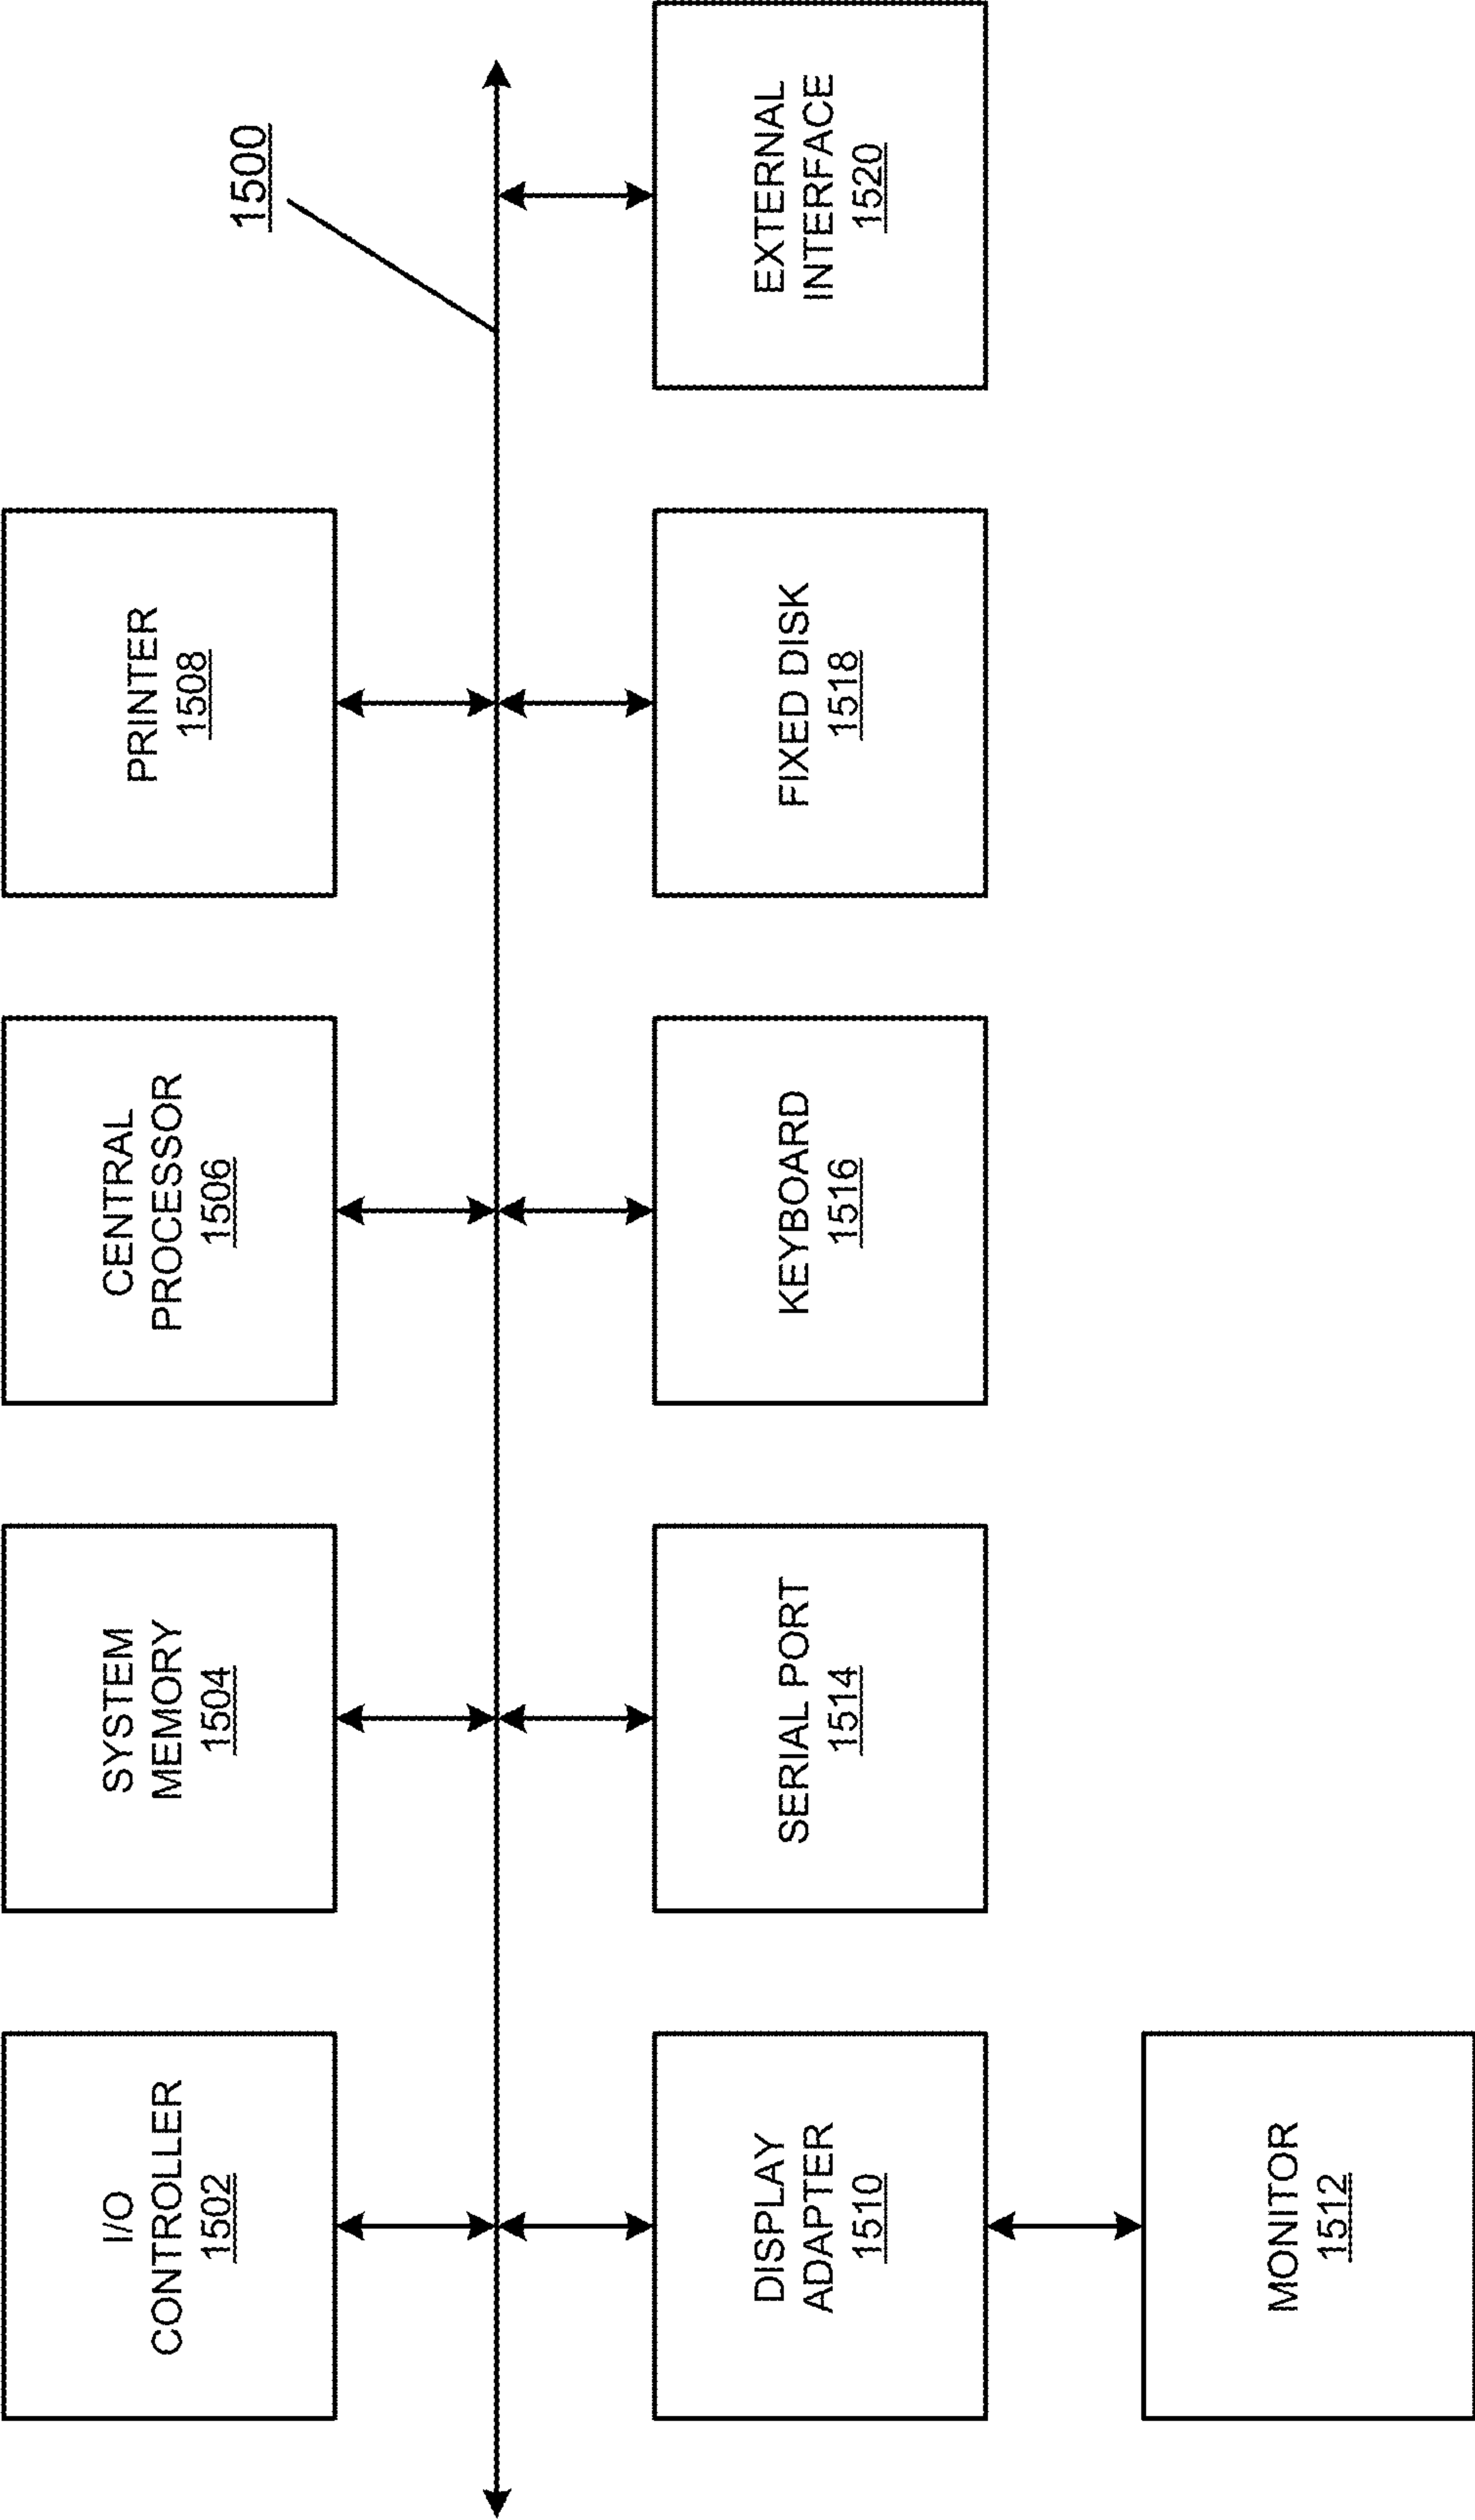 1500
I/O
CONTROLLER
1502
SYSTEM
MEMORY
1504
CENTRAL
PROCESSOR
1506
PRINTER
1508
DISPLAY
ADAPTER
1510
SERIAL PORT
1514
KEYBOARD
1516
FIXED DISK
1518
EXTERNAL
INTERFACE
1520
MONITOR
1512